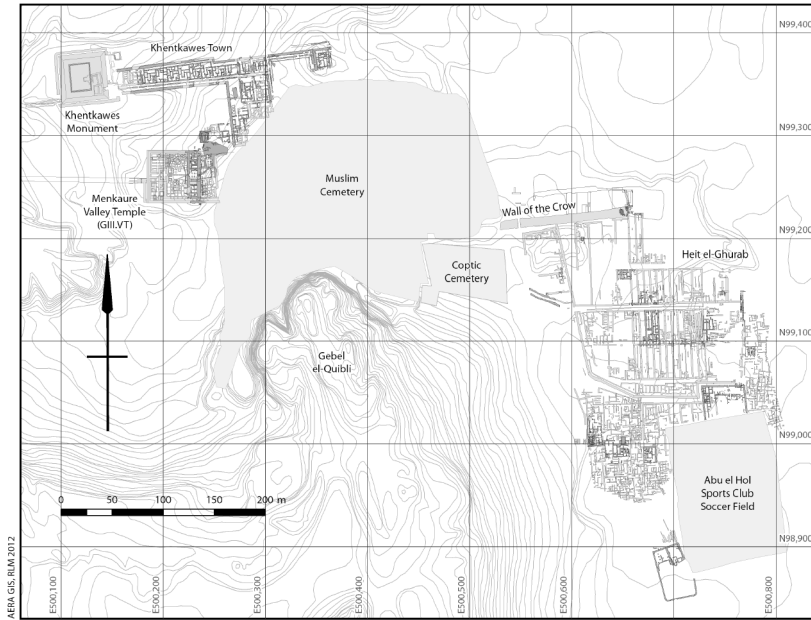 Khentkawes Town
N99,400
Khentkawes
Monument
N99,300
Muslim
Cemetery
Menkaure
Valley Temple
(GIII.VT)
Wall of the Crow
N99,200
Heit el-Ghurab
Coptic
Cemetery
N99,100
Gebel
el-Quibli
N99,000
Abu el Hol
Sports Club
Soccer Field
0 50 100 150 200 m
N98,900
E500,100
E500,200
E500,300
E500,400
E500,500
E500,600
E500,700
E500,800
AERA GIS, RLM 2012